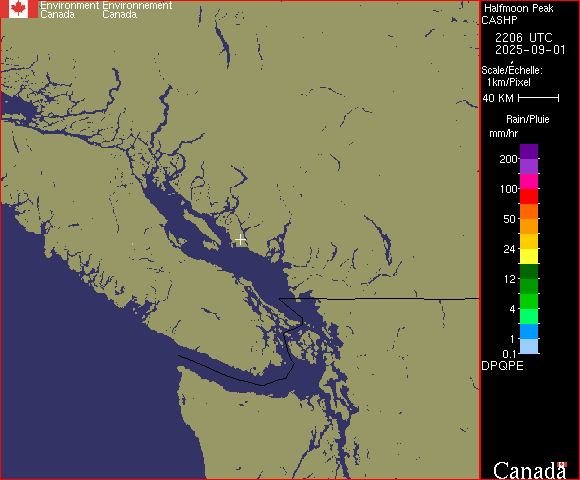 Environment Environnement
Canada Canada
Halfmoon Peak
CASHP
2206 UTC
2025-09-01
Scale/Échelle:
1km/Pixel
40 KM
Rain/Pluie
mm/hr
200
100
50
24
12
4
1
0.1
DPQPE
Canada